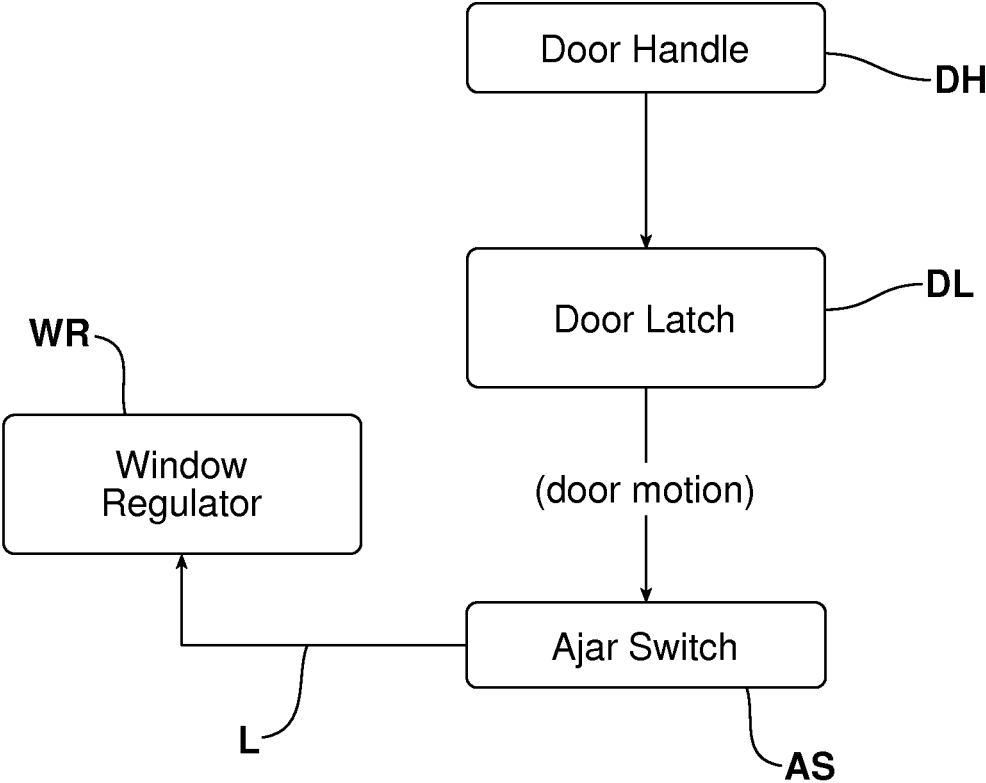 Door Handle
DH
Door Latch
DL
WR
Window
Regulator
(door motion)
Ajar Switch
L
AS